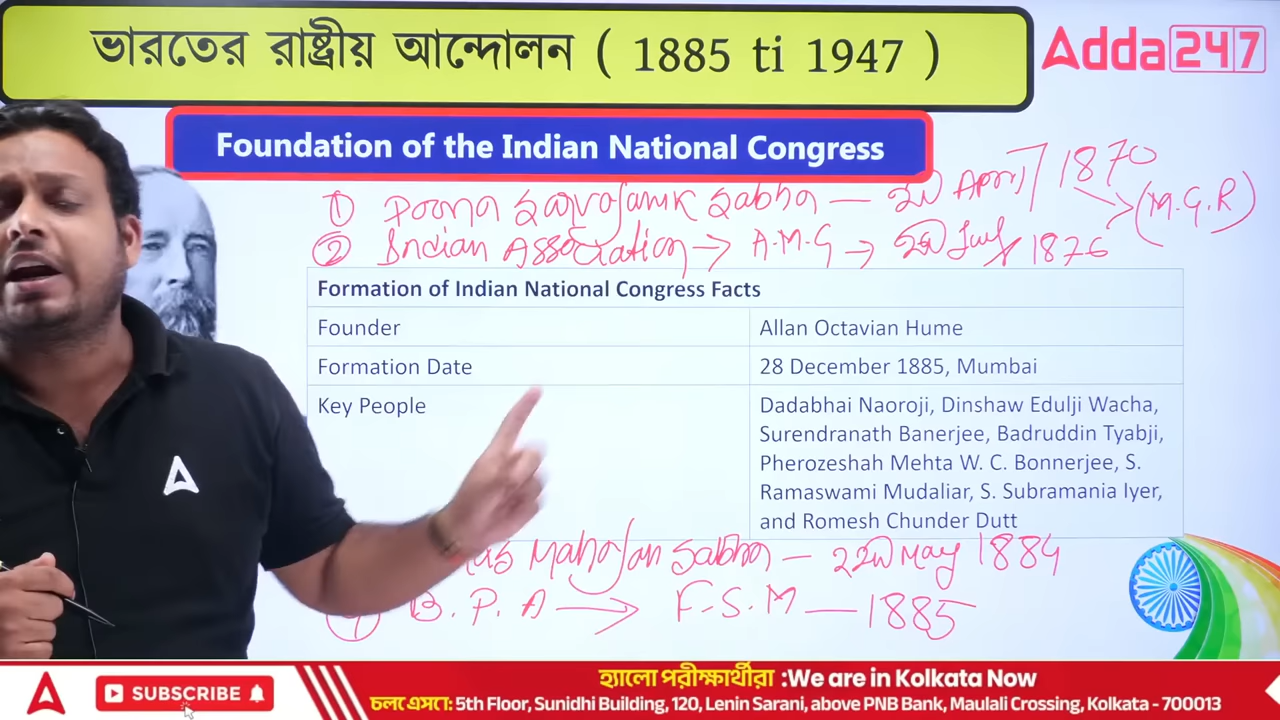 ভারতের রাষ্ট্রীয় আন্দোলন ( 1885 ti 1947 )
Adda247
Foundation of the Indian National Congress
① Poona Sarvojanik Sabha — 2nd April / 1870
(M.G.R)
② Indian Association → A.M.G → July 1876
Formation of Indian National Congress Facts
Founder Allan Octavian Hume
Formation Date 28 December 1885, Mumbai
Key People Dadabhai Naoroji, Dinshaw Edulji Wacha,
Surendranath Banerjee, Badruddin Tyabji,
Pherozeshah Mehta W. C. Bonnerjee, S.
Ramaswami Mudaliar, S. Subramania Iyer,
and Romesh Chunder Dutt
Mahajan Sabha — May 1884
B. P. A → F.S.M — 1885
SUBSCRIBE
হ্যালো পরীক্ষার্থীরা :We are in Kolkata Now
চলে এসো: 5th Floor, Sunidhi Building, 120, Lenin Sarani, above PNB Bank, Maulali Crossing, Kolkata - 700013